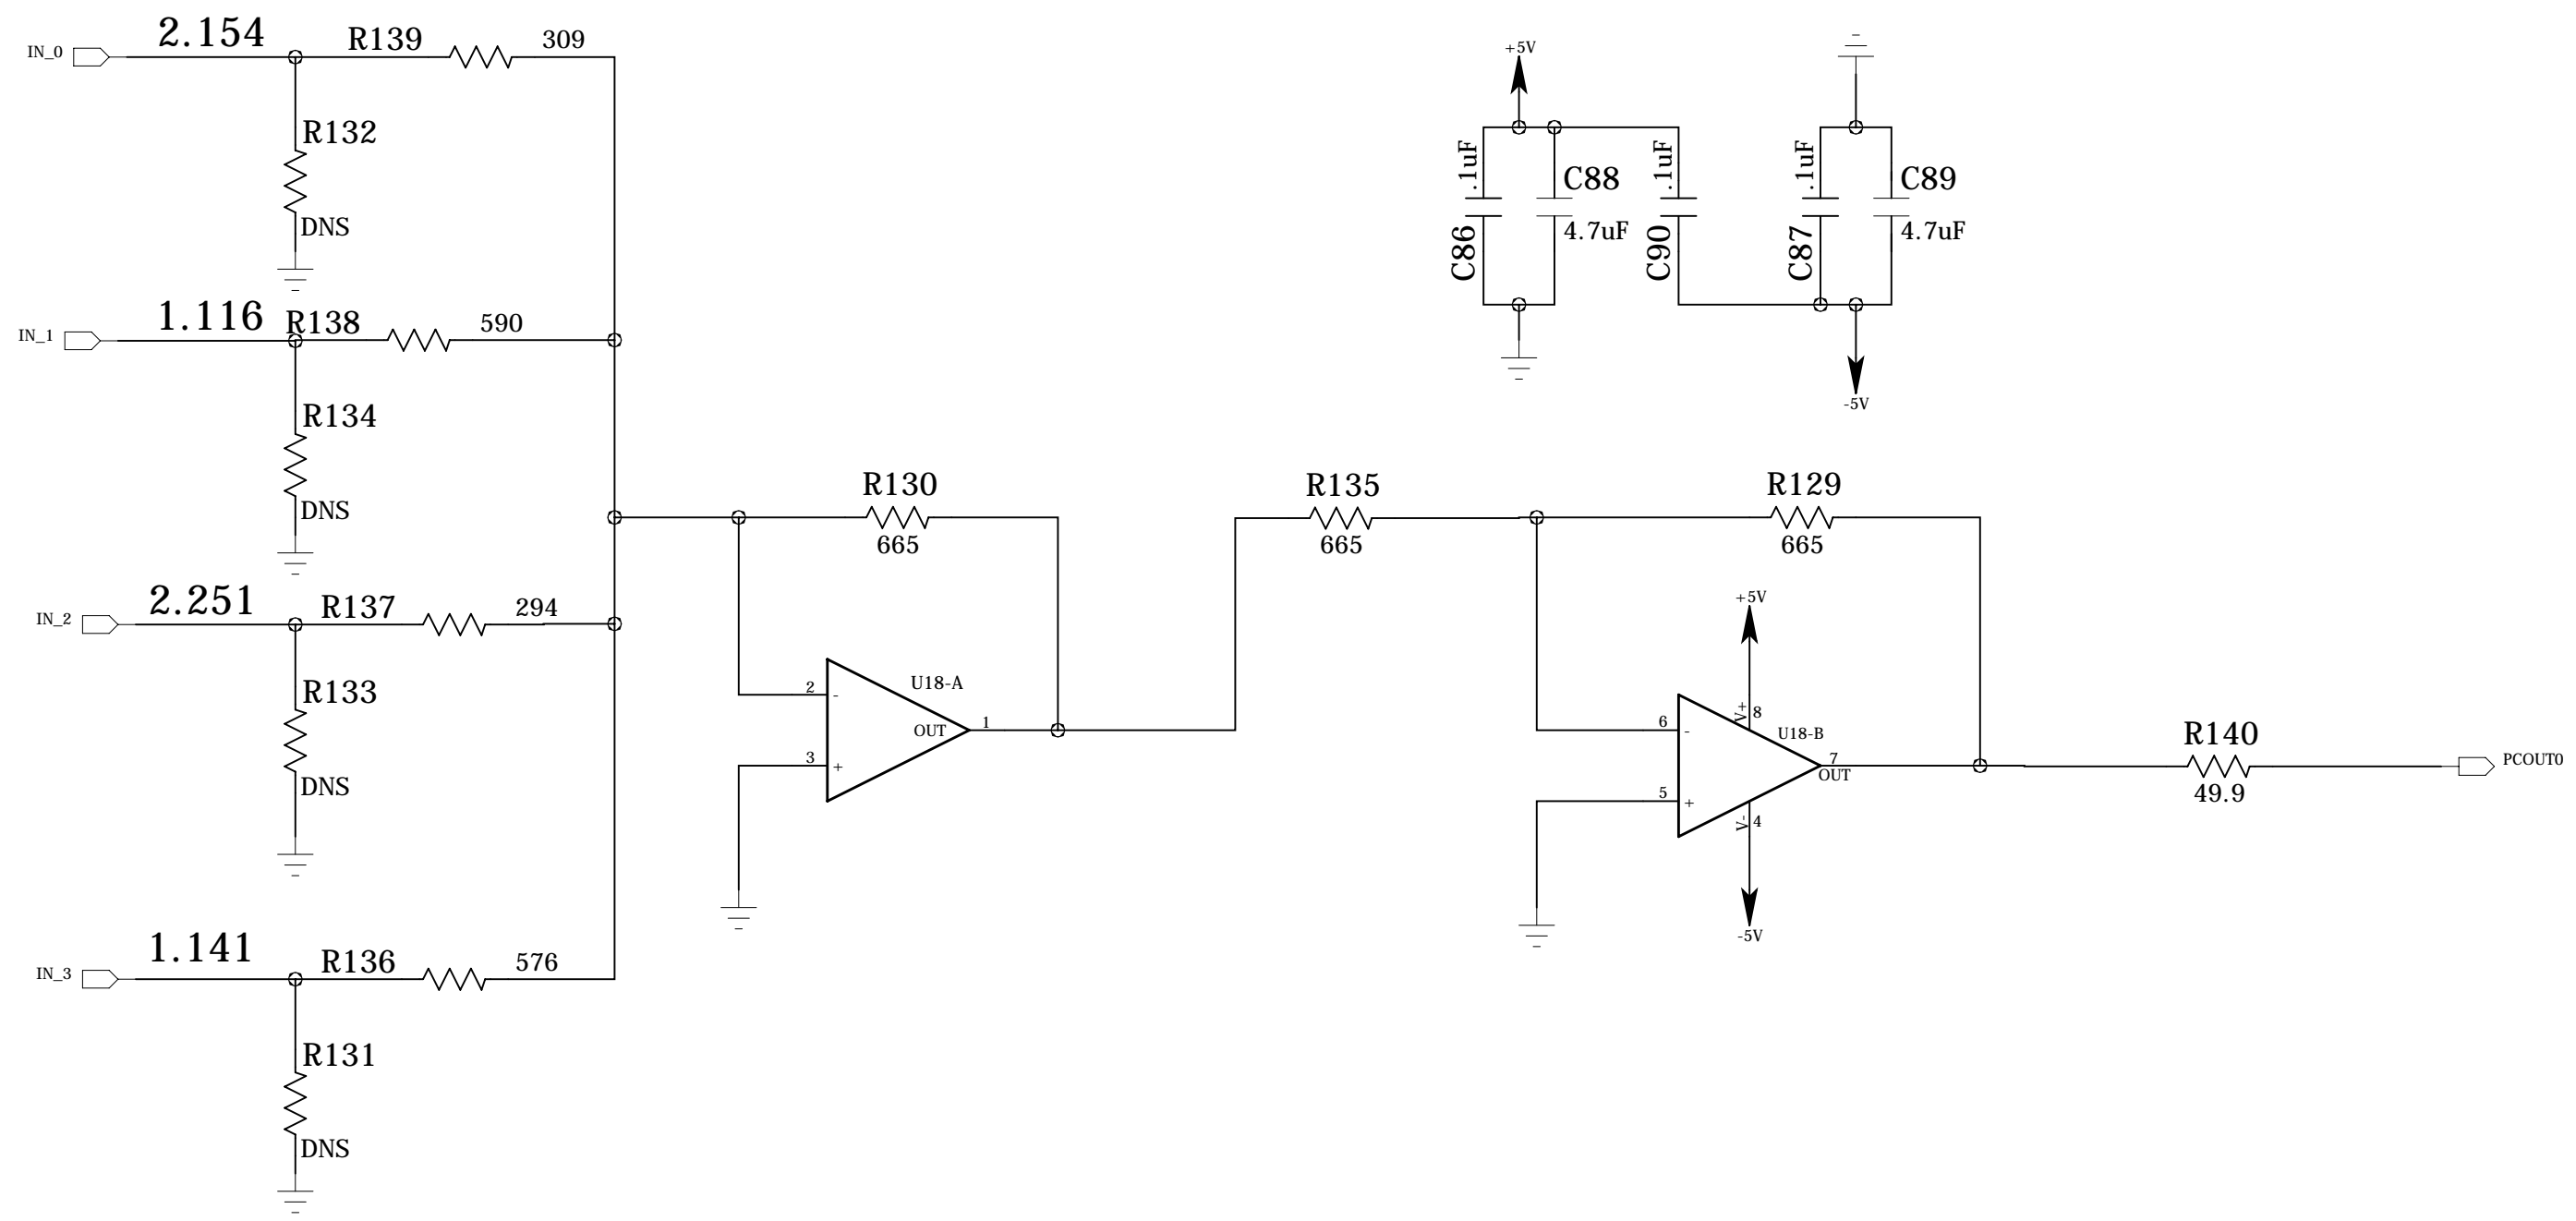 IN_0
2.154
R139
309
R132
DNS
IN_1
1.116
R138
590
R134
DNS
IN_2
2.251
R137
294
R133
DNS
IN_3
1.141
R136
576
R131
DNS
+5V
.1uF
C86
C88
4.7uF
.1uF
C90
.1uF
C87
C89
4.7uF
-5V
R130
665
2
-
U18-A
OUT
1
3
+
R135
665
R129
665
+5V
V+
8
6
-
U18-B
7
OUT
5
+
V-
4
-5V
R140
49.9
PCOUT0